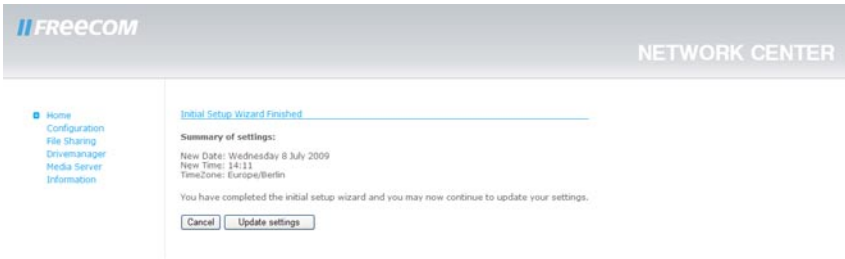 FREECOM
NETWORK CENTER
Home
Configuration
File Sharing
Drivemanager
Media Server
Information
Initial Setup Wizard Finished
Summary of settings:
New Date: Wednesday 8 July 2009
New Time: 14:11
TimeZone: Europe/Berlin
You have completed the initial setup wizard and you may now continue to update your settings.
Cancel Update settings